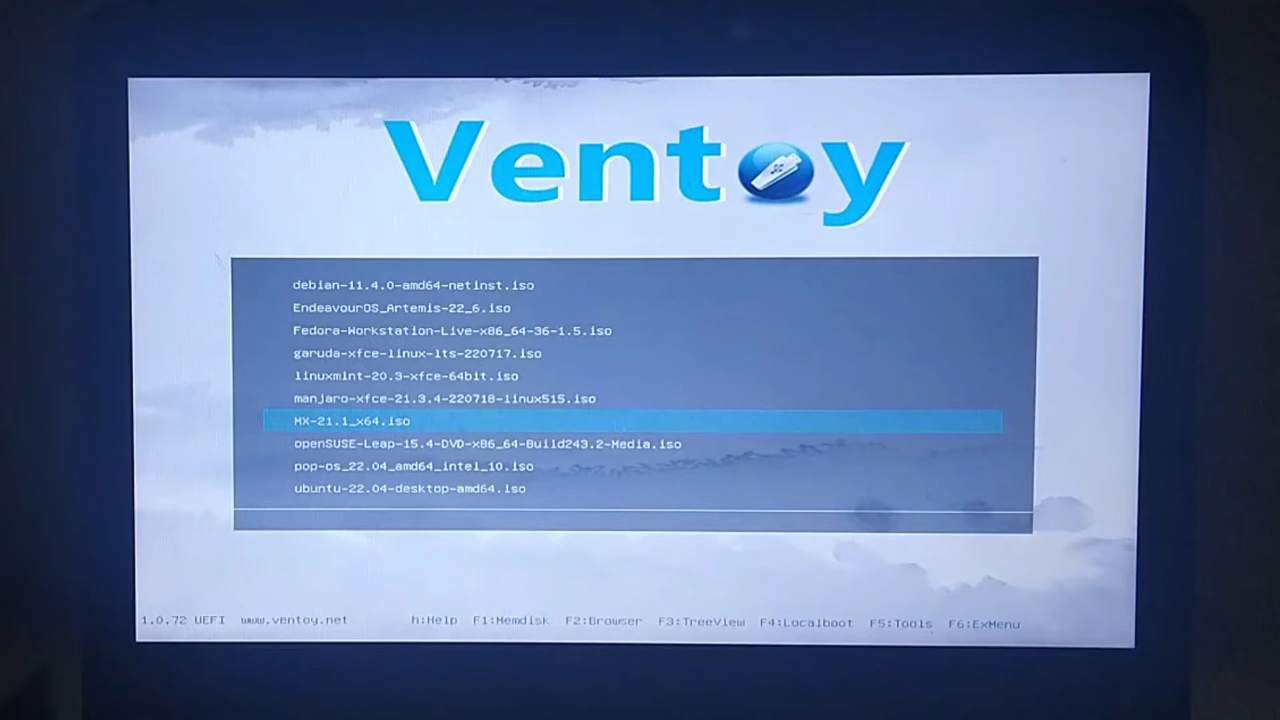 Ventoy
debian-11.4.0-amd64-netinst.iso
EndeavourOS_Artemis-22_6.iso
Fedora-Workstation-Live-x86_64-36-1.5.iso
garuda-xfce-linux-lts-220717.iso
linuxmint-20.3-xfce-64bit.iso
manjaro-xfce-21.3.4-220718-linux515.iso
MX-21.1_x64.iso
openSUSE-Leap-15.4-DVD-x86_64-Build243.2-Media.iso
pop-os_22.04_amd64_intel_10.iso
ubuntu-22.04-desktop-amd64.iso
1.0.72 UEFI www.ventoy.net h:Help F1:Memdisk F2:Browser F3:TreeView F4:Localboot F5:Tools F6:ExMenu